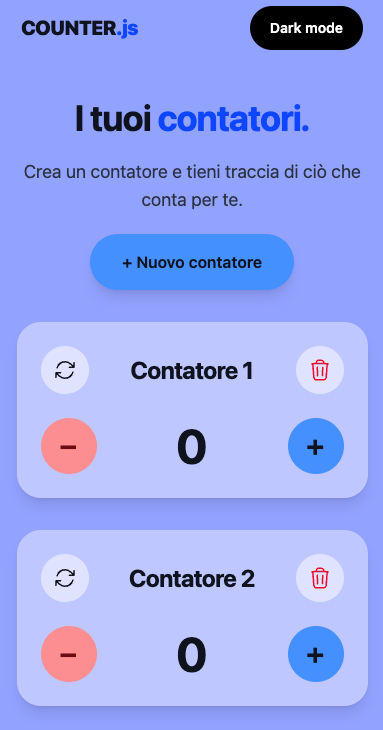 COUNTER.js
Dark mode
I tuoi contatori.
Crea un contatore e tieni traccia di ciò che
conta per te.
+ Nuovo contatore
Contatore 1
− 0 +
Contatore 2
− 0 +